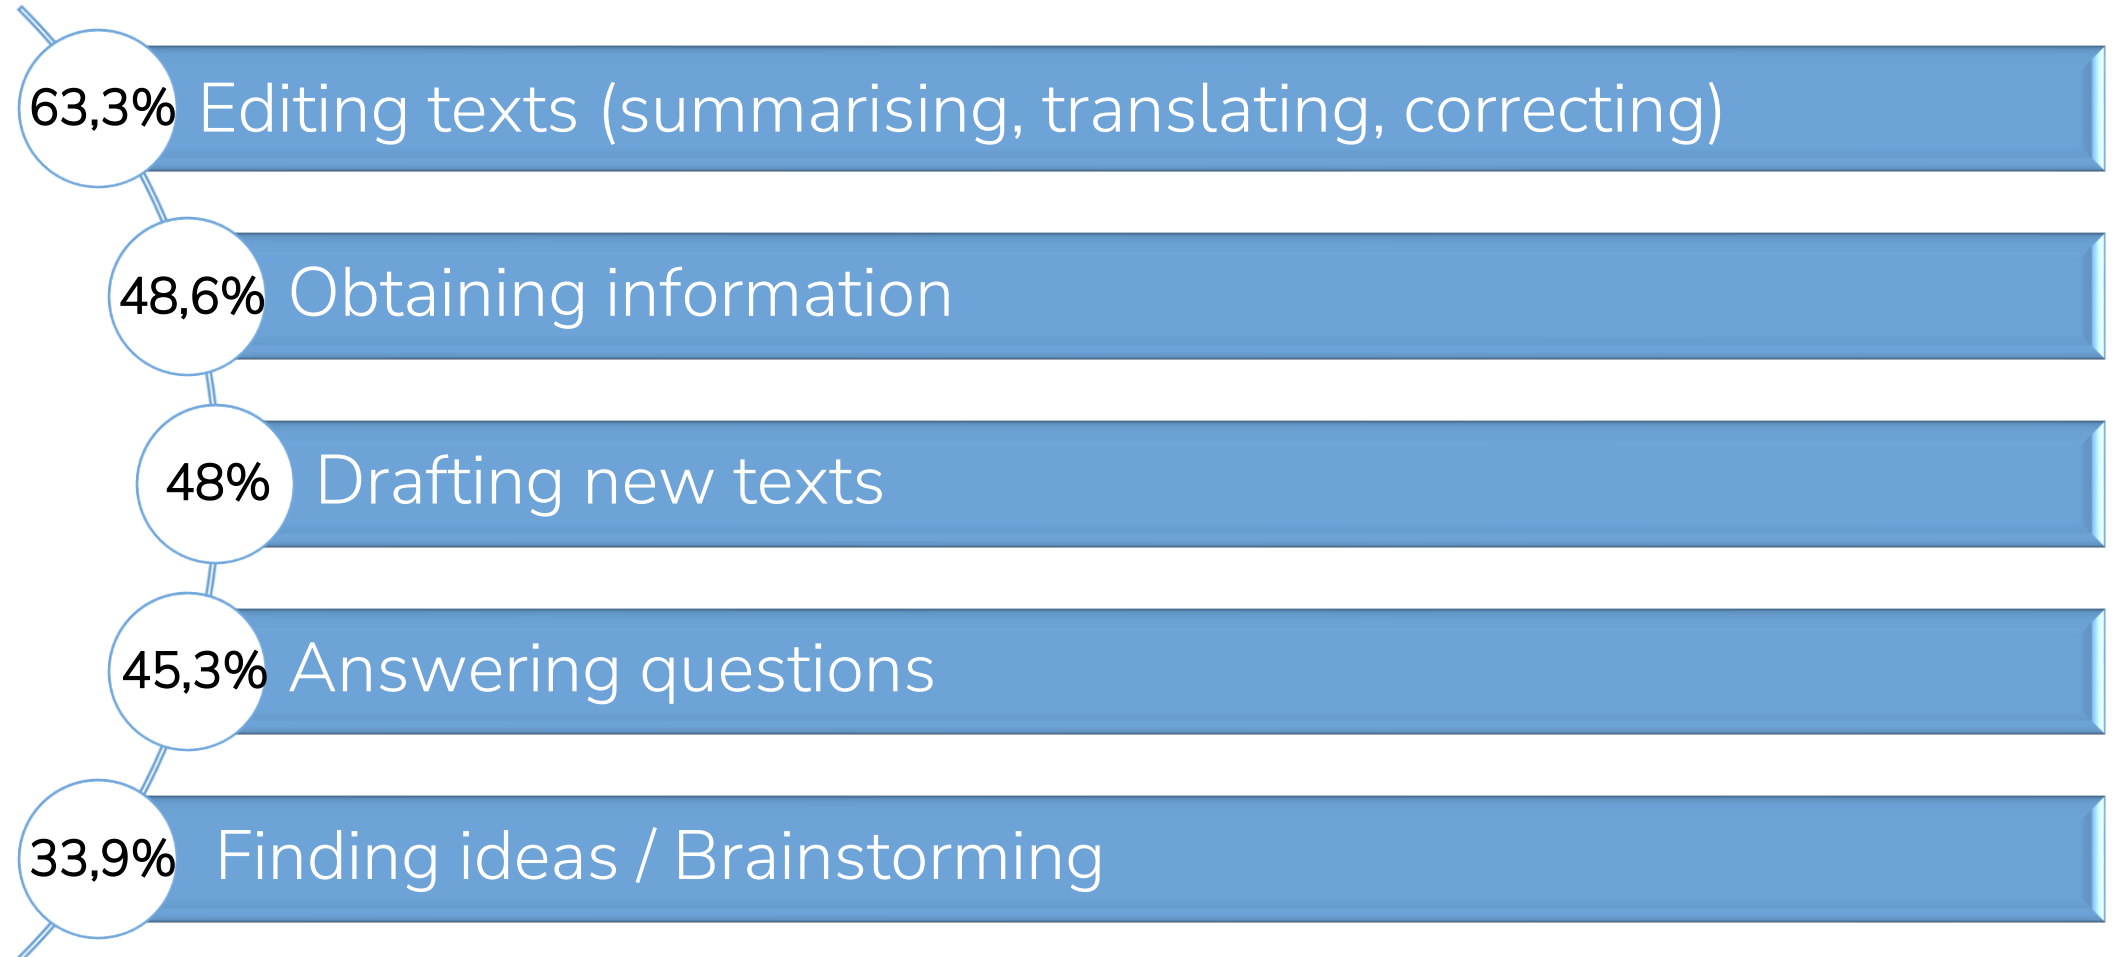 63,3% Editing texts (summarising, translating, correcting)
48,6% Obtaining information
48% Drafting new texts
45,3% Answering questions
33,9% Finding ideas / Brainstorming